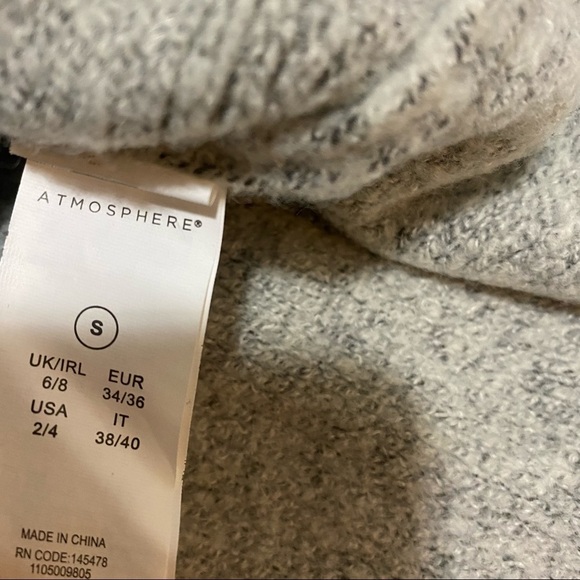 ATMOSPHERE®
S
UK/IRL EUR
6/8 34/36
USA IT
2/4 38/40
MADE IN CHINA
RN CODE:145478
1105009805